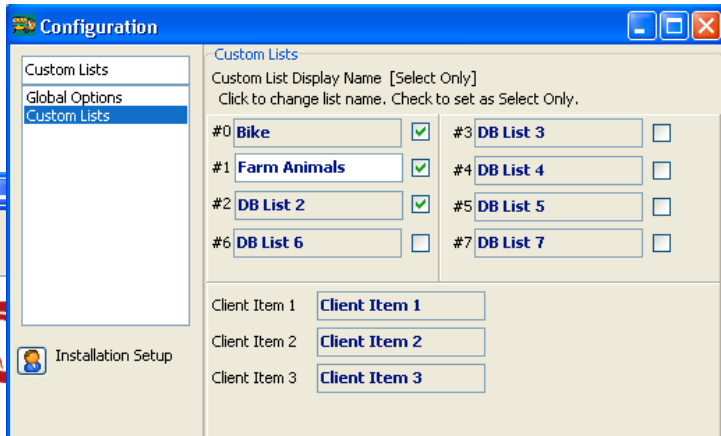 Configuration
Custom Lists
Global Options
Custom Lists
Installation Setup
Custom Lists
Custom List Display Name [Select Only]
Click to change list name. Check to set as Select Only.
#0 Bike
#1 Farm Animals
#2 DB List 2
#6 DB List 6
#3 DB List 3
#4 DB List 4
#5 DB List 5
#7 DB List 7
Client Item 1 Client Item 1
Client Item 2 Client Item 2
Client Item 3 Client Item 3